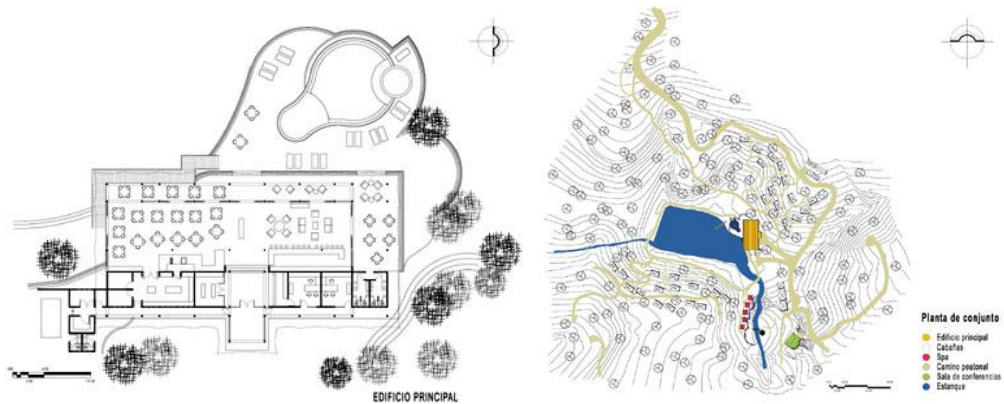 EDIFICIO PRINCIPAL
Planta de conjunto
Edificio principal
Cabañas
Spa
Camino peatonal
Sala de conferencias
Estanque